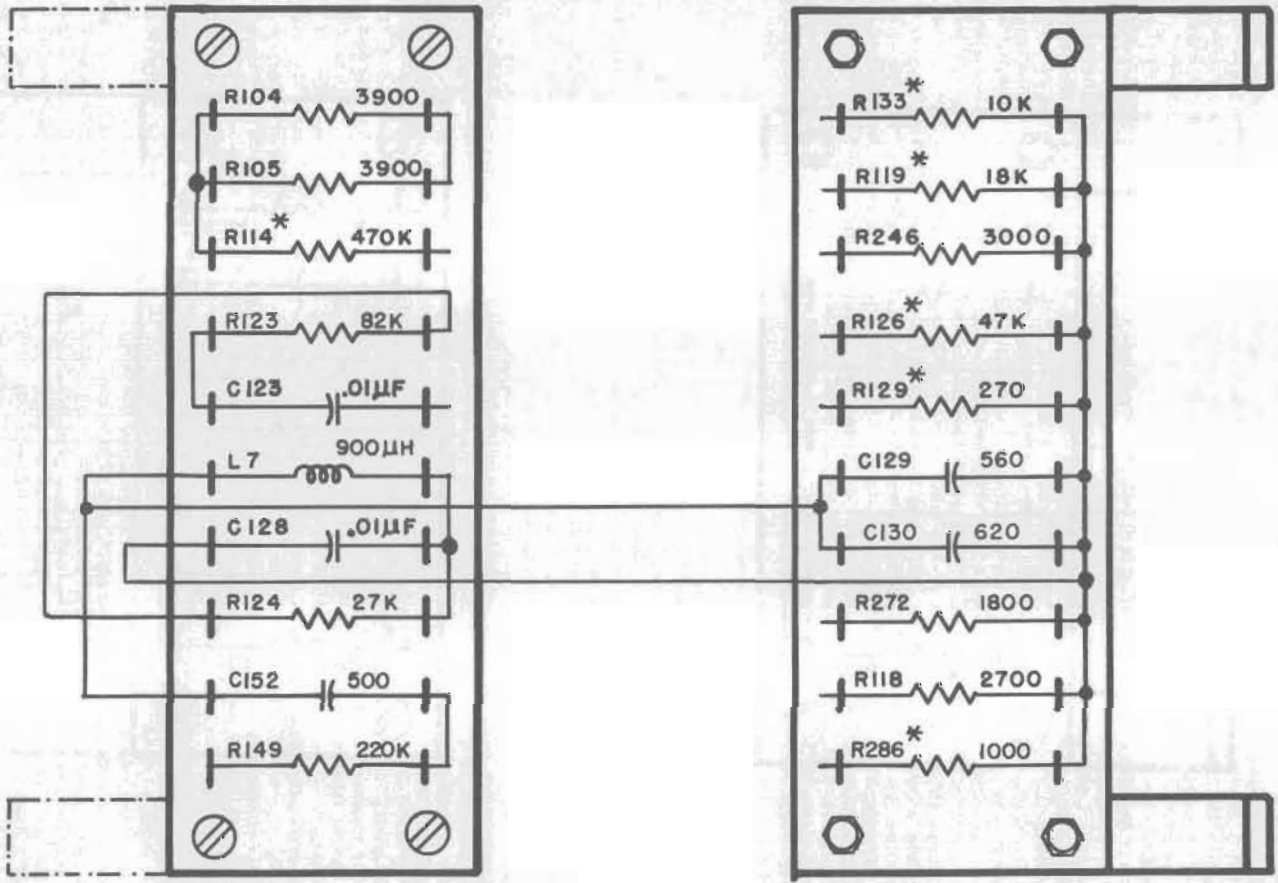 R104 3900
R105 3900
R114* 470K
R123 82K
C123 .01µF
L7 900µH
C128 .01µF
R124 27K
C152 500
R149 220K
R133* 10K
R119* 18K
R246 3000
R126* 47K
R129* 270
C129 560
C130 620
R272 1800
R118 2700
R286* 1000